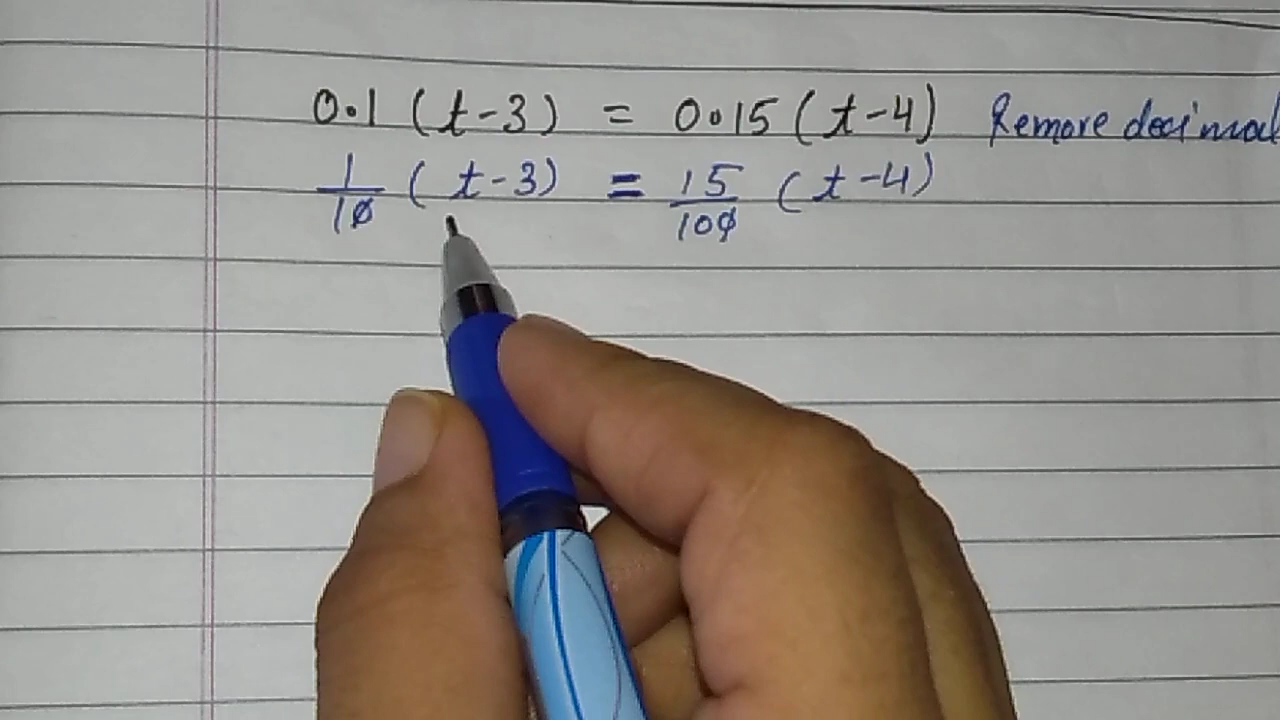 0.1 (t-3) = 0.15 (t-4) Remove decimal
1/10 (t-3) = 15/100 (t-4)